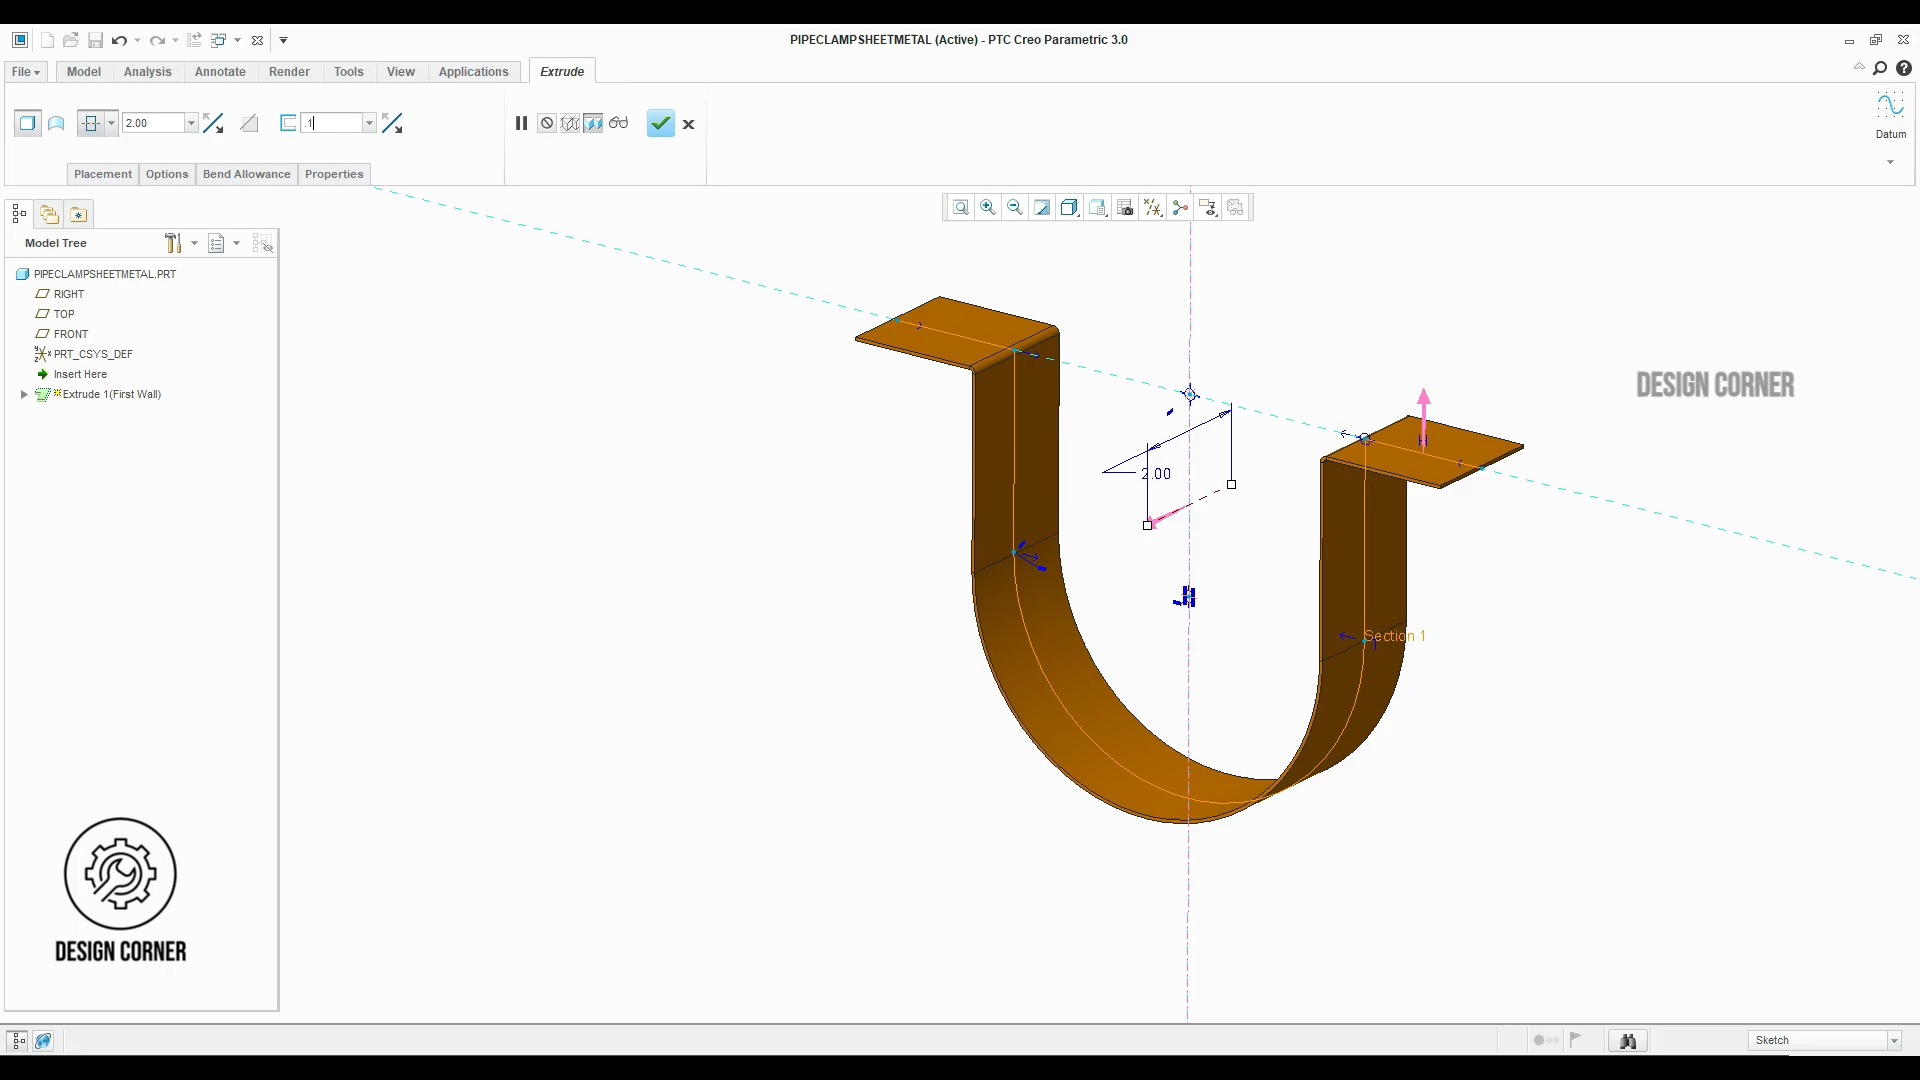 PIPECLAMPSHEETMETAL (Active) - PTC Creo Parametric 3.0
File Model Analysis Annotate Render Tools View Applications Extrude
2.00 .1
Datum
Placement Options Bend Allowance Properties
Model Tree
PIPECLAMPSHEETMETAL.PRT
RIGHT
TOP
FRONT
PRT_CSYS_DEF
Insert Here
Extrude 1(First Wall)
DESIGN CORNER
H
2.00
H
Section 1
DESIGN CORNER
Sketch